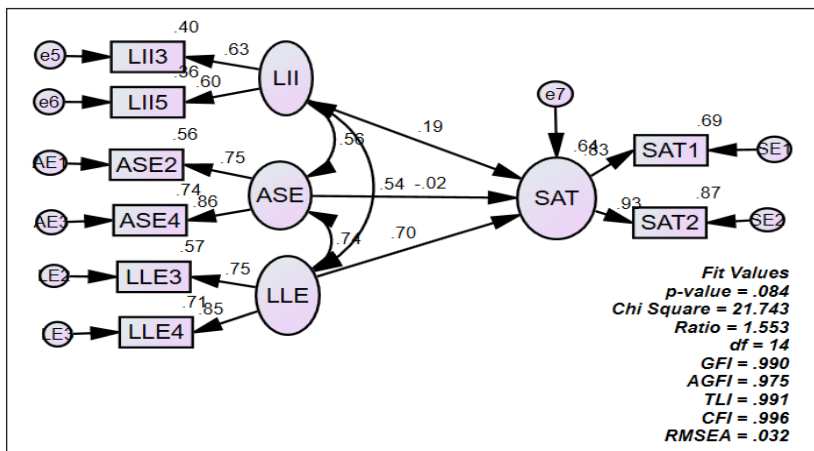 .40
e5
LII3
.63
LII
.36
e6
LII5
.60
e7
.56
.19
.69
.56
AE1
ASE2
.75
.64
.83
SAT1
SE1
.74
ASE
.54
-.02
SAT
AE3
ASE4
.86
.93
.87
SAT2
SE2
.57
.74
.70
LE2
LLE3
.75
LLE
.71
LE3
LLE4
.85
Fit Values
p-value = .084
Chi Square = 21.743
Ratio = 1.553
df = 14
GFI = .990
AGFI = .975
TLI = .991
CFI = .996
RMSEA = .032